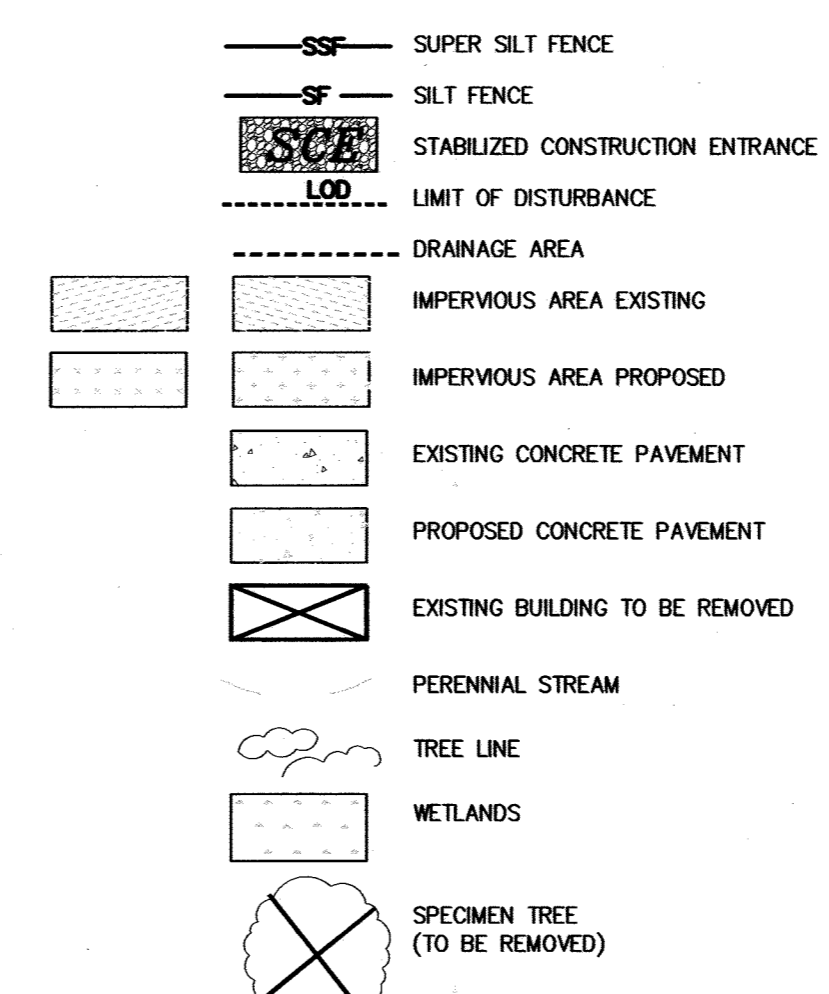 SSF SUPER SILT FENCE
SF SILT FENCE
SCE STABILIZED CONSTRUCTION ENTRANCE
LOD LIMIT OF DISTURBANCE
DRAINAGE AREA
IMPERVIOUS AREA EXISTING
IMPERVIOUS AREA PROPOSED
EXISTING CONCRETE PAVEMENT
PROPOSED CONCRETE PAVEMENT
EXISTING BUILDING TO BE REMOVED
PERENNIAL STREAM
TREE LINE
WETLANDS
SPECIMEN TREE
(TO BE REMOVED)